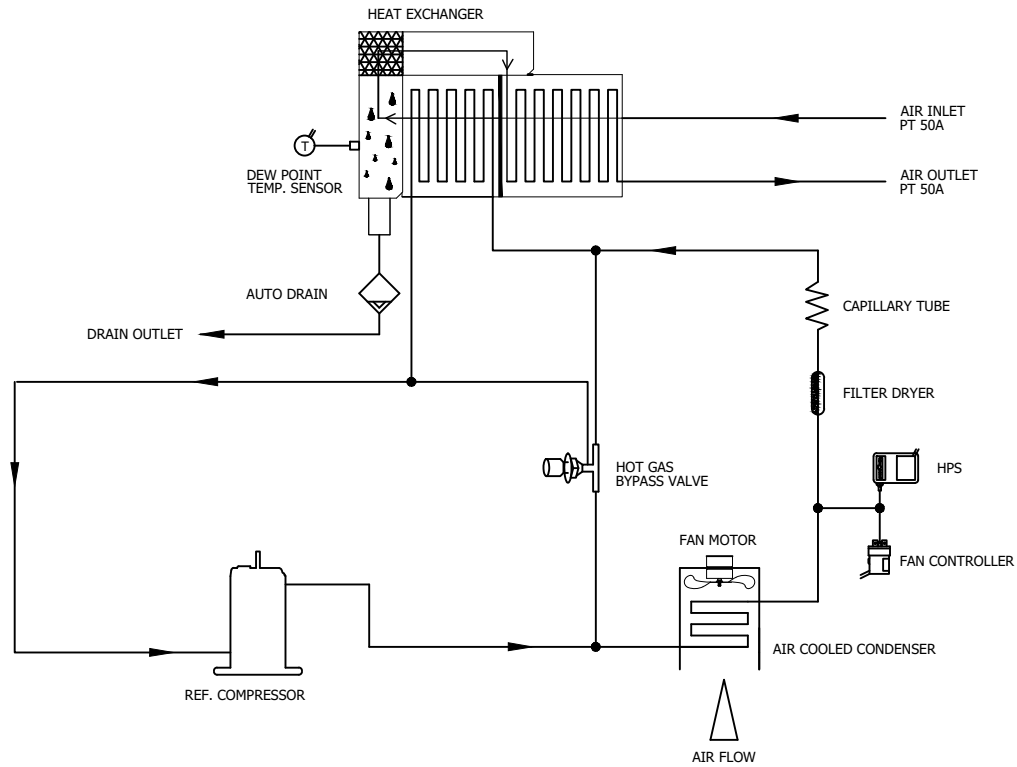 HEAT EXCHANGER
AIR INLET
PT 50A
T
DEW POINT
TEMP. SENSOR
AIR OUTLET
PT 50A
AUTO DRAIN
CAPILLARY TUBE
DRAIN OUTLET
FILTER DRYER
HOT GAS
BYPASS VALVE
HPS
FAN MOTOR
FAN CONTROLLER
AIR COOLED CONDENSER
REF. COMPRESSOR
AIR FLOW